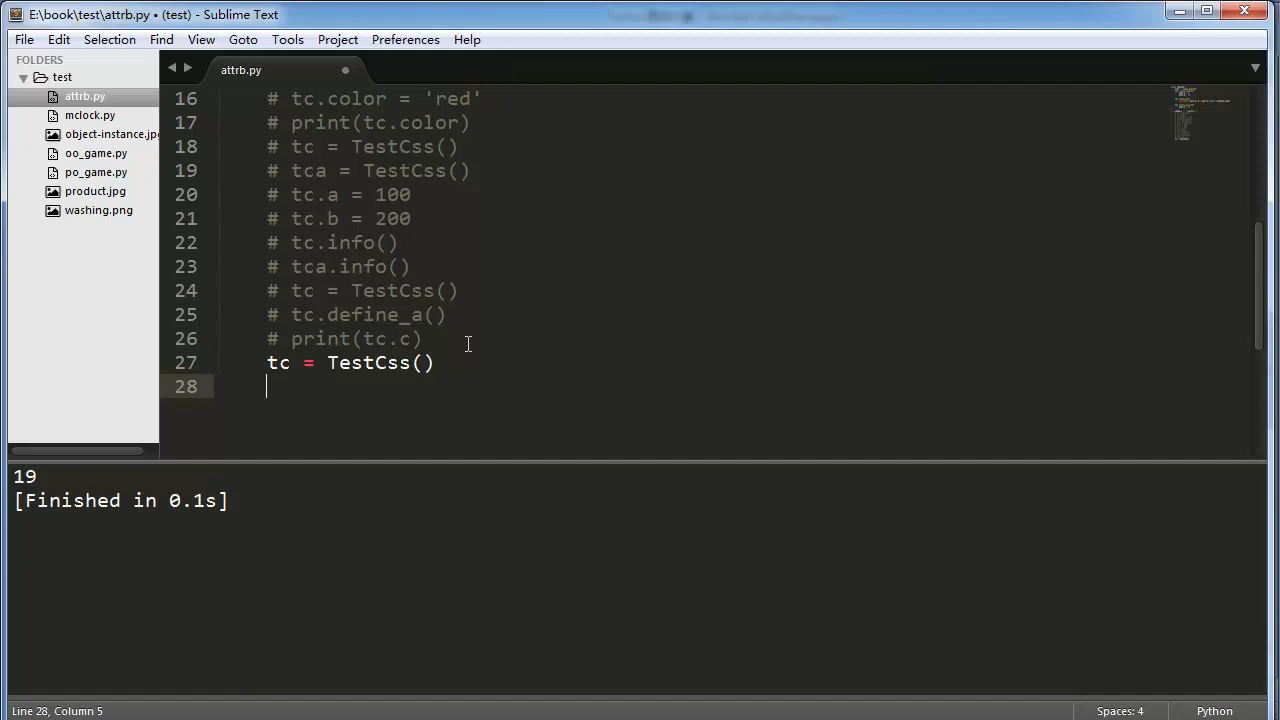 E:\book\test\attrb.py • (test) - Sublime Text
File Edit Selection Find View Goto Tools Project Preferences Help
FOLDERS
test
attrb.py
mclock.py
object-instance.jpg
oo_game.py
po_game.py
product.jpg
washing.png
attrb.py
16 # tc.color = 'red'
17 # print(tc.color)
18 # tc = TestCss()
19 # tca = TestCss()
20 # tc.a = 100
21 # tc.b = 200
22 # tc.info()
23 # tca.info()
24 # tc = TestCss()
25 # tc.define_a()
26 # print(tc.c)
27 tc = TestCss()
28
19
[Finished in 0.1s]
Line 28, Column 5
Spaces: 4
Python